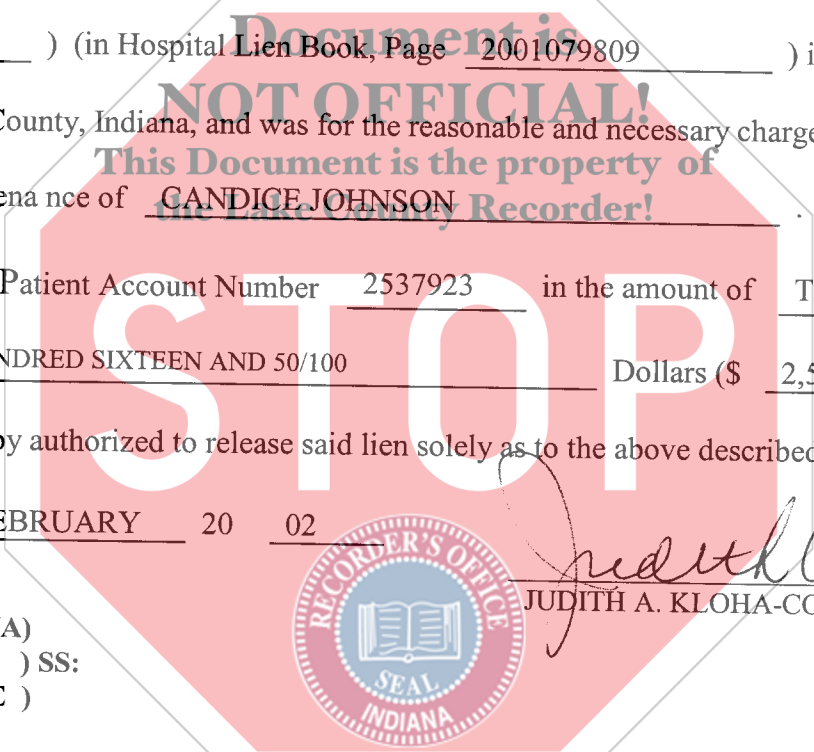 Document is
) (in Hospital Lien Book, Page 2001079809 ) i
NOT OFFICIAL!
County, Indiana, and was for the reasonable and necessary charge
This Document is the property of
ena nce of CANDICE JOHNSON .
the Lake County Recorder!
Patient Account Number 2537923 in the amount of T
STOP
NDRED SIXTEEN AND 50/100 Dollars ($ 2,5
by authorized to release said lien solely as to the above described
EBRUARY 20 02
RECORDER'S OFFICE
Judith
JUDITH A. KLOHA-CO
A)
) SS:
SEAL
)
INDIANA